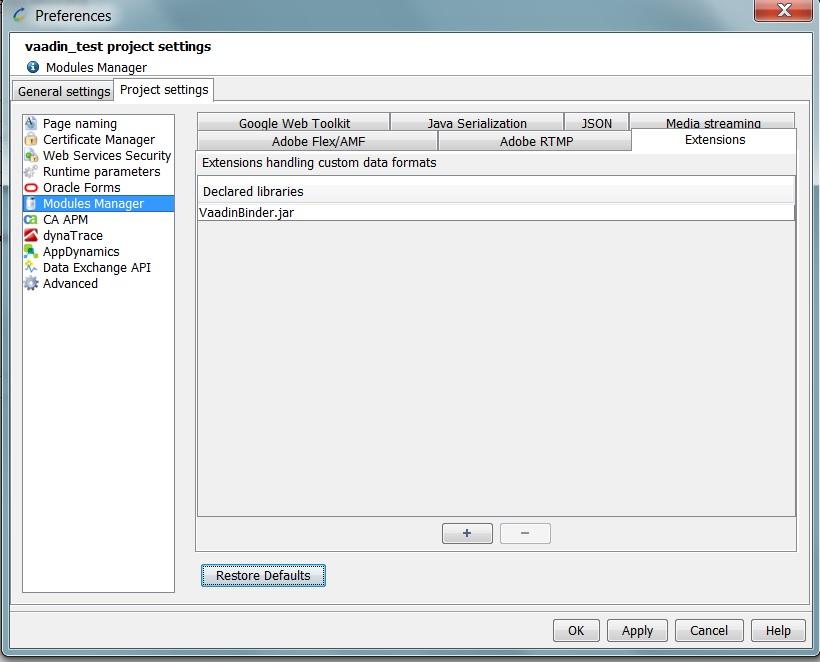 Preferences
vaadin_test project settings
Modules Manager
General settings
Project settings
Page naming
Certificate Manager
Web Services Security
Runtime parameters
Oracle Forms
Modules Manager
CA APM
dynaTrace
AppDynamics
Data Exchange API
Advanced
Google Web Toolkit
Java Serialization
JSON
Media streaming
Adobe Flex/AMF
Adobe RTMP
Extensions
Extensions handling custom data formats
Declared libraries
VaadinBinder.jar
+
−
Restore Defaults
OK
Apply
Cancel
Help